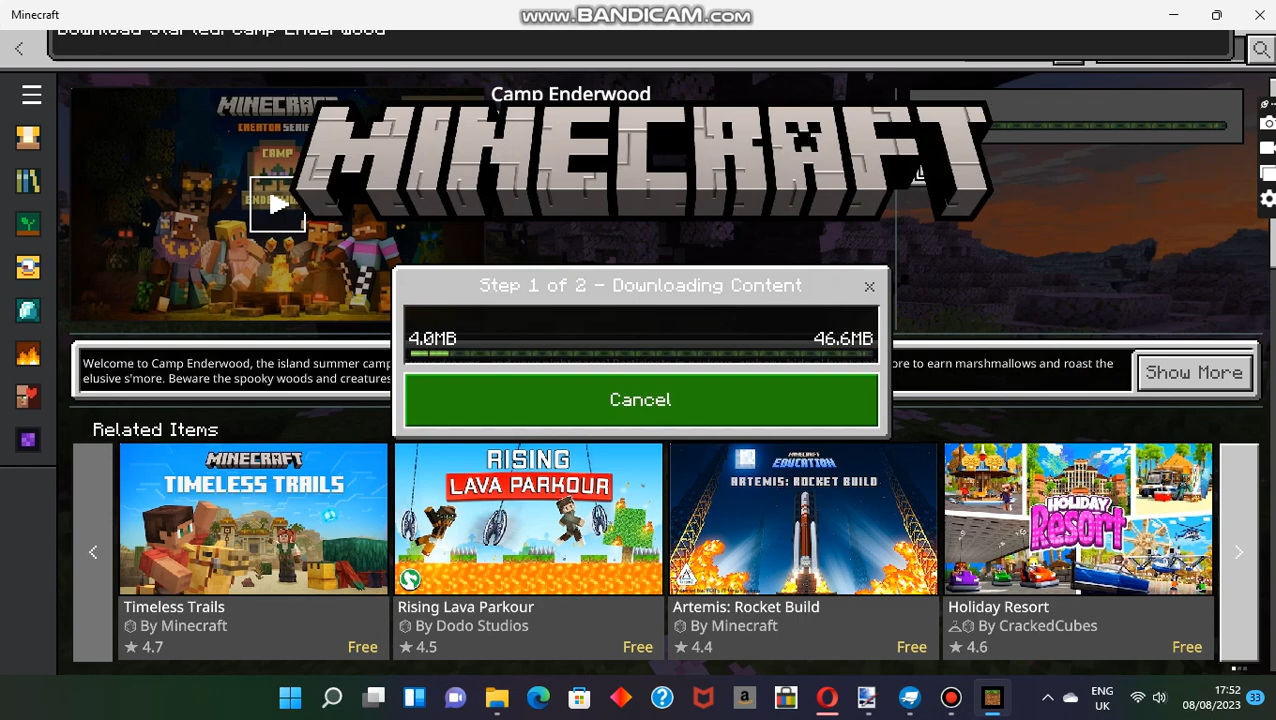 Minecraft
www.BANDICAM.com
Download Started: Camp Enderwood
Camp Enderwood
MINECRAFT
CREATOR SERIES
CAMP
MINECRAFT
Step 1 of 2 - Downloading Content
4.0MB
46.6MB
Cancel
Welcome to Camp Enderwood, the island summer camp
ore to earn marshmallows and roast the
elusive s'more. Beware the spooky woods and creatures
Show More
Related Items
MINECRAFT
TIMELESS TRAILS
RISING
LAVA PARKOUR
MINECRAFT
EDUCATION
ARTEMIS: ROCKET BUILD
HOLIDAY
Resort
Timeless Trails
By Minecraft
4.7
Free
Rising Lava Parkour
By Dodo Studios
4.5
Free
Artemis: Rocket Build
By Minecraft
4.4
Free
Holiday Resort
By CrackedCubes
4.6
Free
ENG
UK
17:52
08/08/2023
33